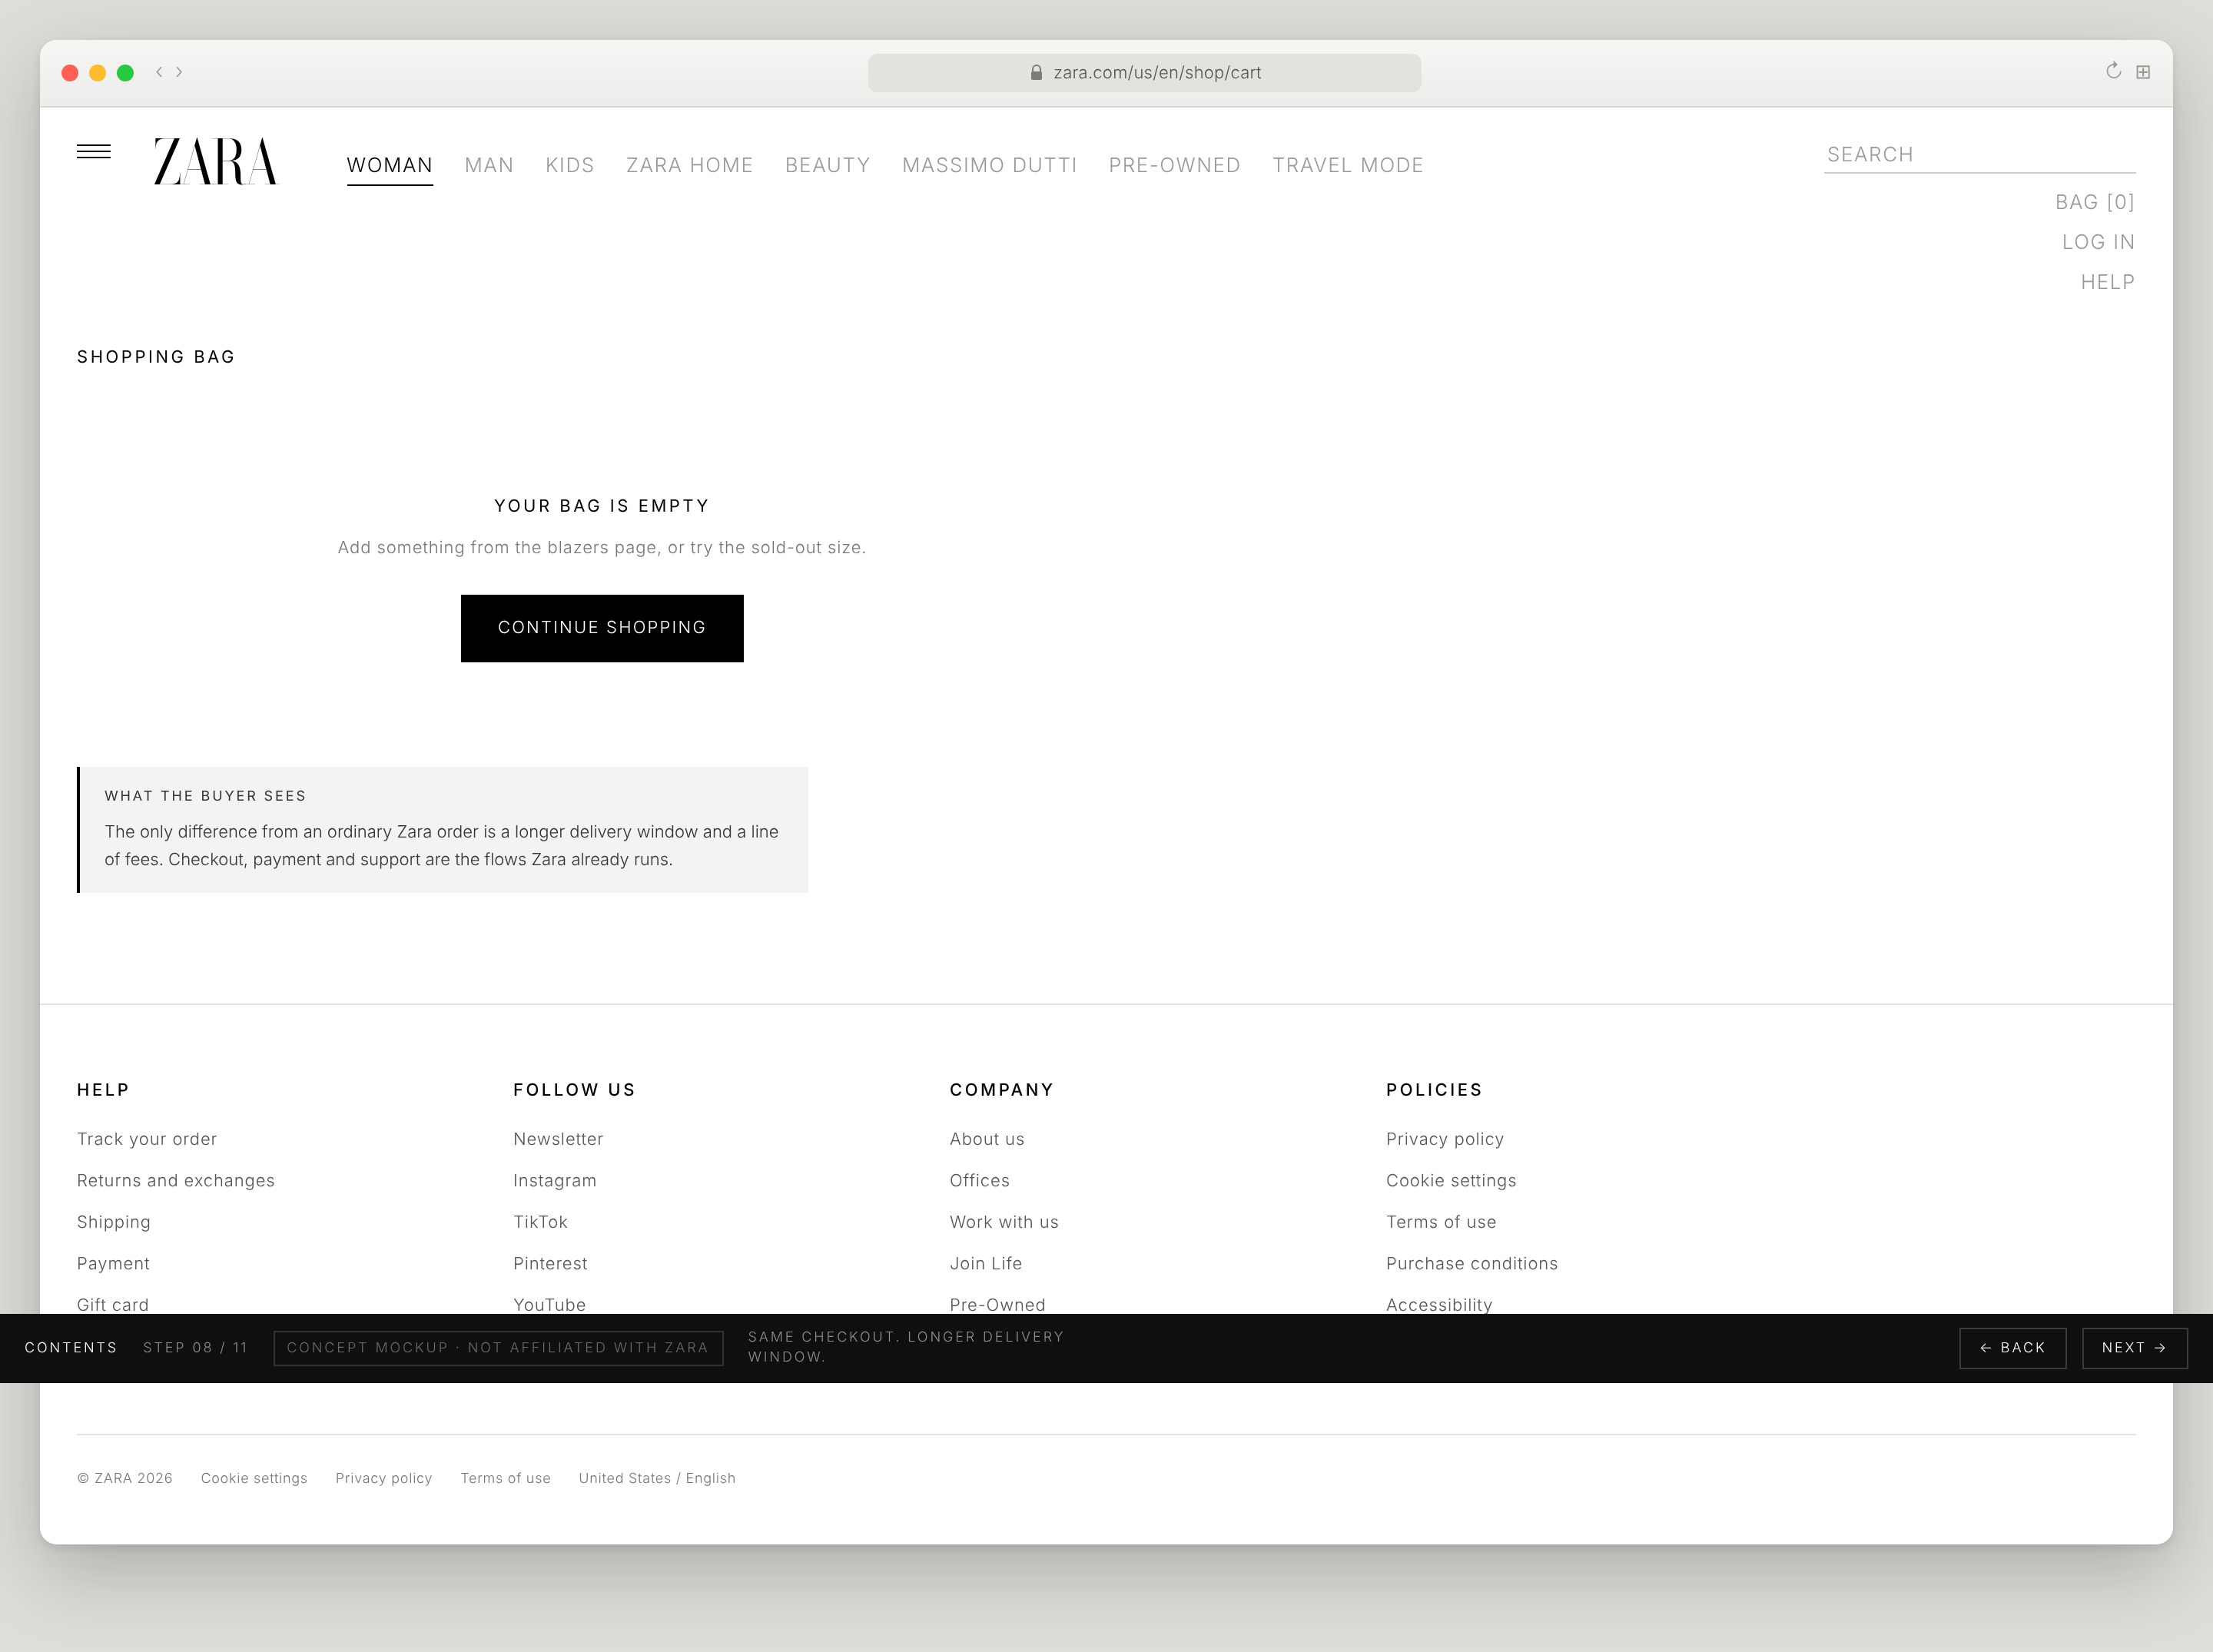 zara.com/us/en/shop/cart
ZARA
WOMAN MAN KIDS ZARA HOME BEAUTY MASSIMO DUTTI PRE-OWNED TRAVEL MODE
SEARCH
BAG [0]
LOG IN
HELP
SHOPPING BAG
YOUR BAG IS EMPTY
Add something from the blazers page, or try the sold-out size.
CONTINUE SHOPPING
WHAT THE BUYER SEES
The only difference from an ordinary Zara order is a longer delivery window and a line
of fees. Checkout, payment and support are the flows Zara already runs.
HELP
Track your order
Returns and exchanges
Shipping
Payment
Gift card
FOLLOW US
Newsletter
Instagram
TikTok
Pinterest
YouTube
COMPANY
About us
Offices
Work with us
Join Life
Pre-Owned
POLICIES
Privacy policy
Cookie settings
Terms of use
Purchase conditions
Accessibility
CONTENTS STEP 08 / 11 CONCEPT MOCKUP · NOT AFFILIATED WITH ZARA
SAME CHECKOUT. LONGER DELIVERY
WINDOW.
← BACK NEXT →
© ZARA 2026 Cookie settings Privacy policy Terms of use United States / English